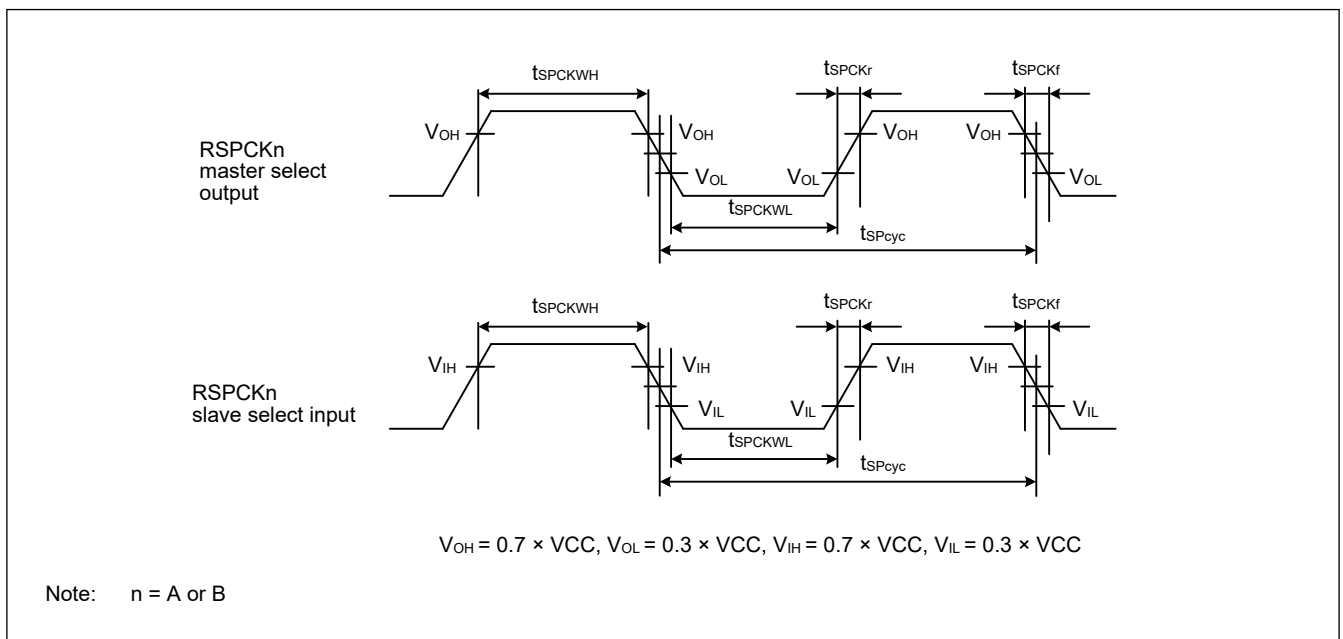 tSPCKWH
tSPCKr
tSPCKf
VOH
VOH
VOH
VOH
RSPCKn
master select
output
VOL
VOL
VOL
tSPCKWL
tSPcyc
tSPCKWH
tSPCKr
tSPCKf
VIH
VIH
VIH
VIH
RSPCKn
slave select input
VIL
VIL
VIL
tSPCKWL
tSPcyc
VOH = 0.7 × VCC, VOL = 0.3 × VCC, VIH = 0.7 × VCC, VIL = 0.3 × VCC
Note: n = A or B